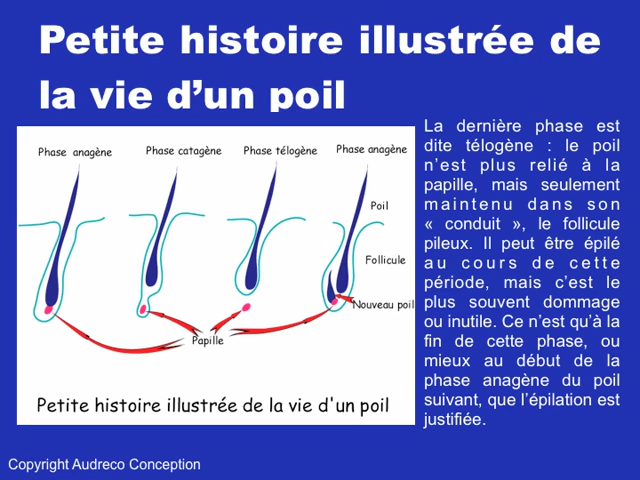 Petite histoire illustrée de
la vie d’un poil
Phase anagène
Phase catagène
Phase télogène
Phase anagène
Poil
Follicule
Nouveau poil
Papille
Petite histoire illustrée de la vie d'un poil
La dernière phase est
dite télogène : le poil
n’est plus relié à la
papille, mais seulement
maintenu dans son
« conduit », le follicule
pileux. Il peut être épilé
au cours de cette
période, mais c’est le
plus souvent dommage
ou inutile. Ce n’est qu’à la
fin de cette phase, ou
mieux au début de la
phase anagène du poil
suivant, que l’épilation est
justifiée.
Copyright Audreco Conception